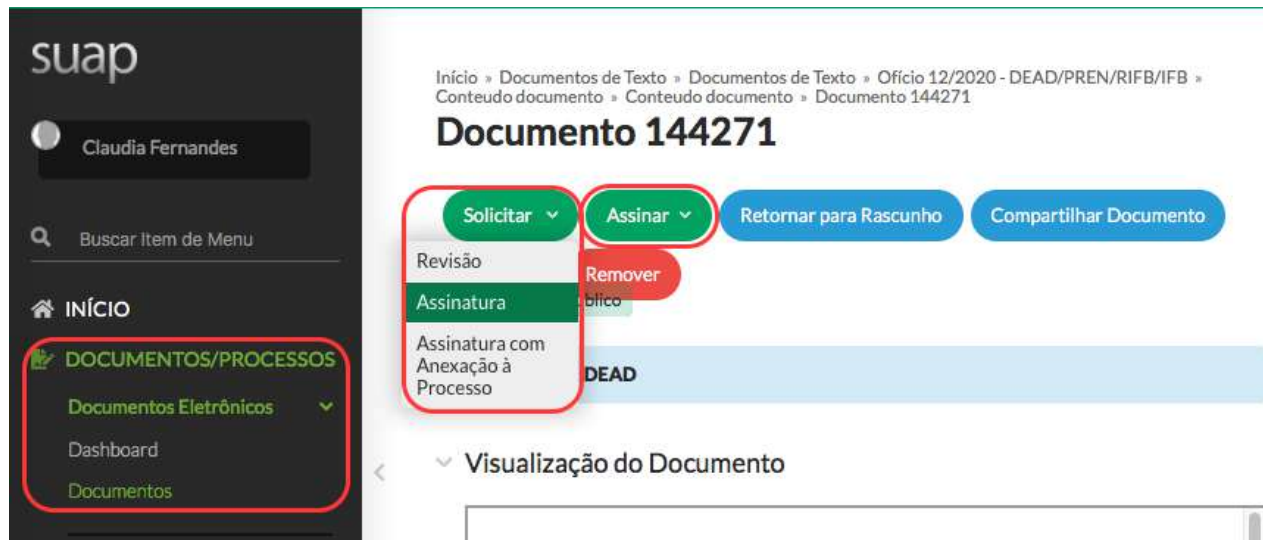 suap
Claudia Fernandes
Buscar Item de Menu
INÍCIO
DOCUMENTOS/PROCESSOS
Documentos Eletrônicos
Dashboard
Documentos
Início » Documentos de Texto » Documentos de Texto » Ofício 12/2020 - DEAD/PREN/RIFB/IFB »
Conteudo documento » Conteudo documento » Documento 144271
Documento 144271
Solicitar
Assinar
Retornar para Rascunho
Compartilhar Documento
Revisão
Assinatura
Assinatura com
Anexação à
Processo
Remover
blico
DEAD
Visualização do Documento